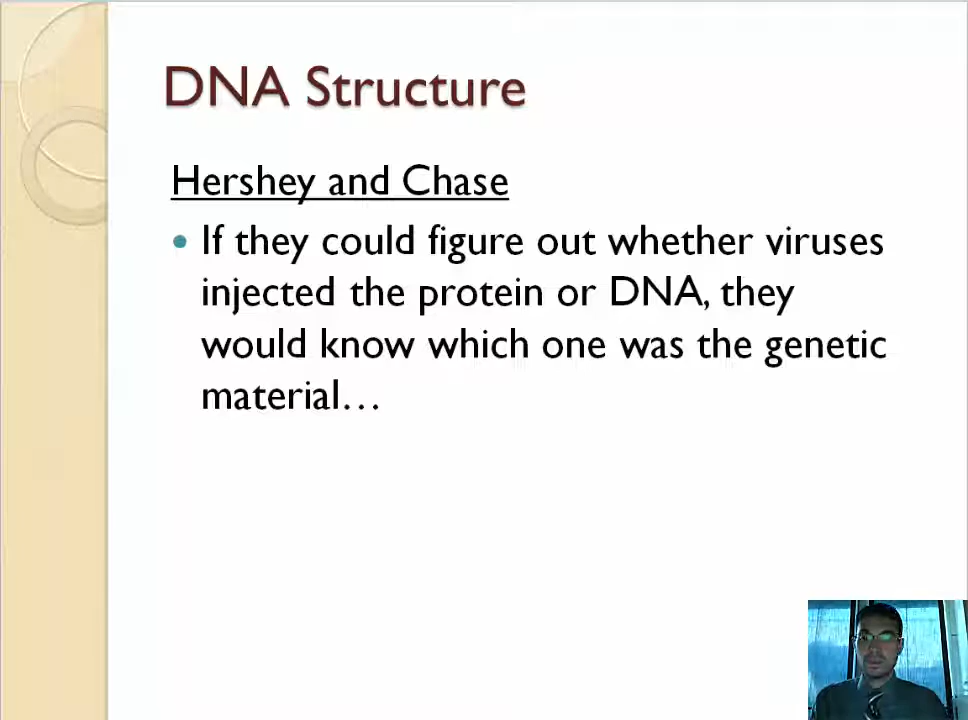 DNA Structure
Hershey and Chase
• If they could figure out whether viruses
injected the protein or DNA, they
would know which one was the genetic
material…